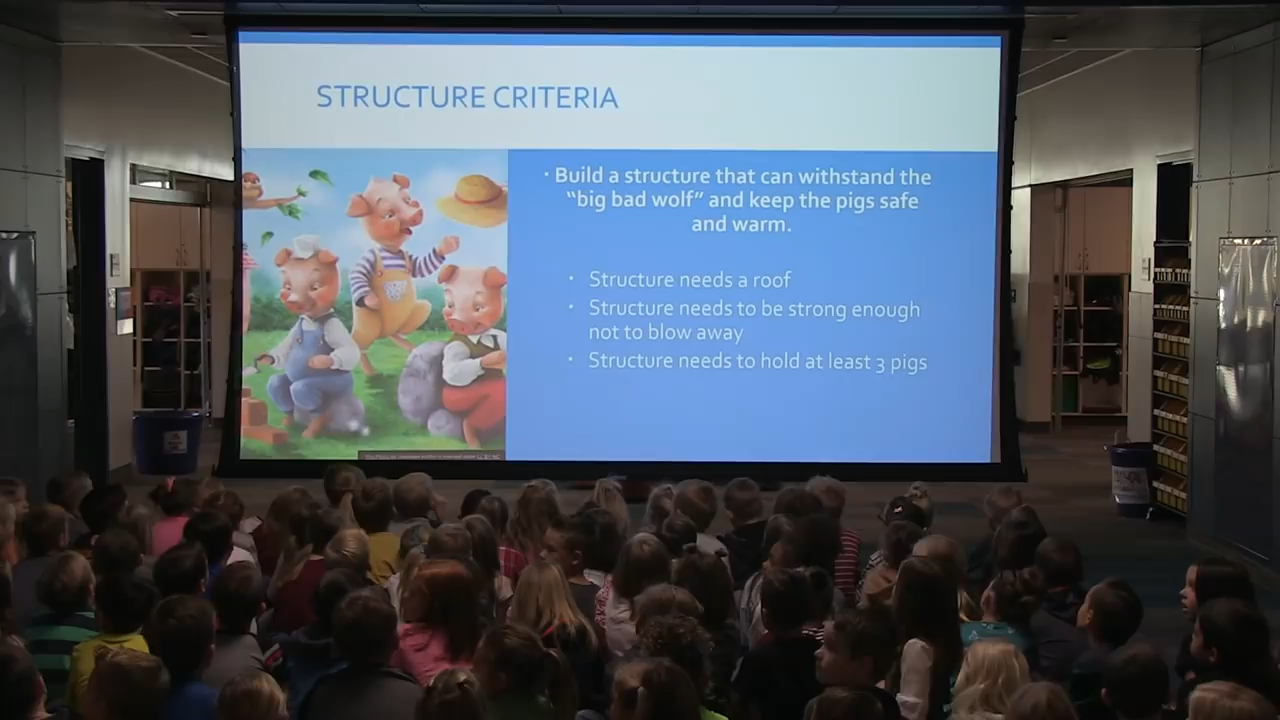 STRUCTURE CRITERIA
· Build a structure that can withstand the
“big bad wolf” and keep the pigs safe
and warm.
· Structure needs a roof
· Structure needs to be strong enough
not to blow away
· Structure needs to hold at least 3 pigs